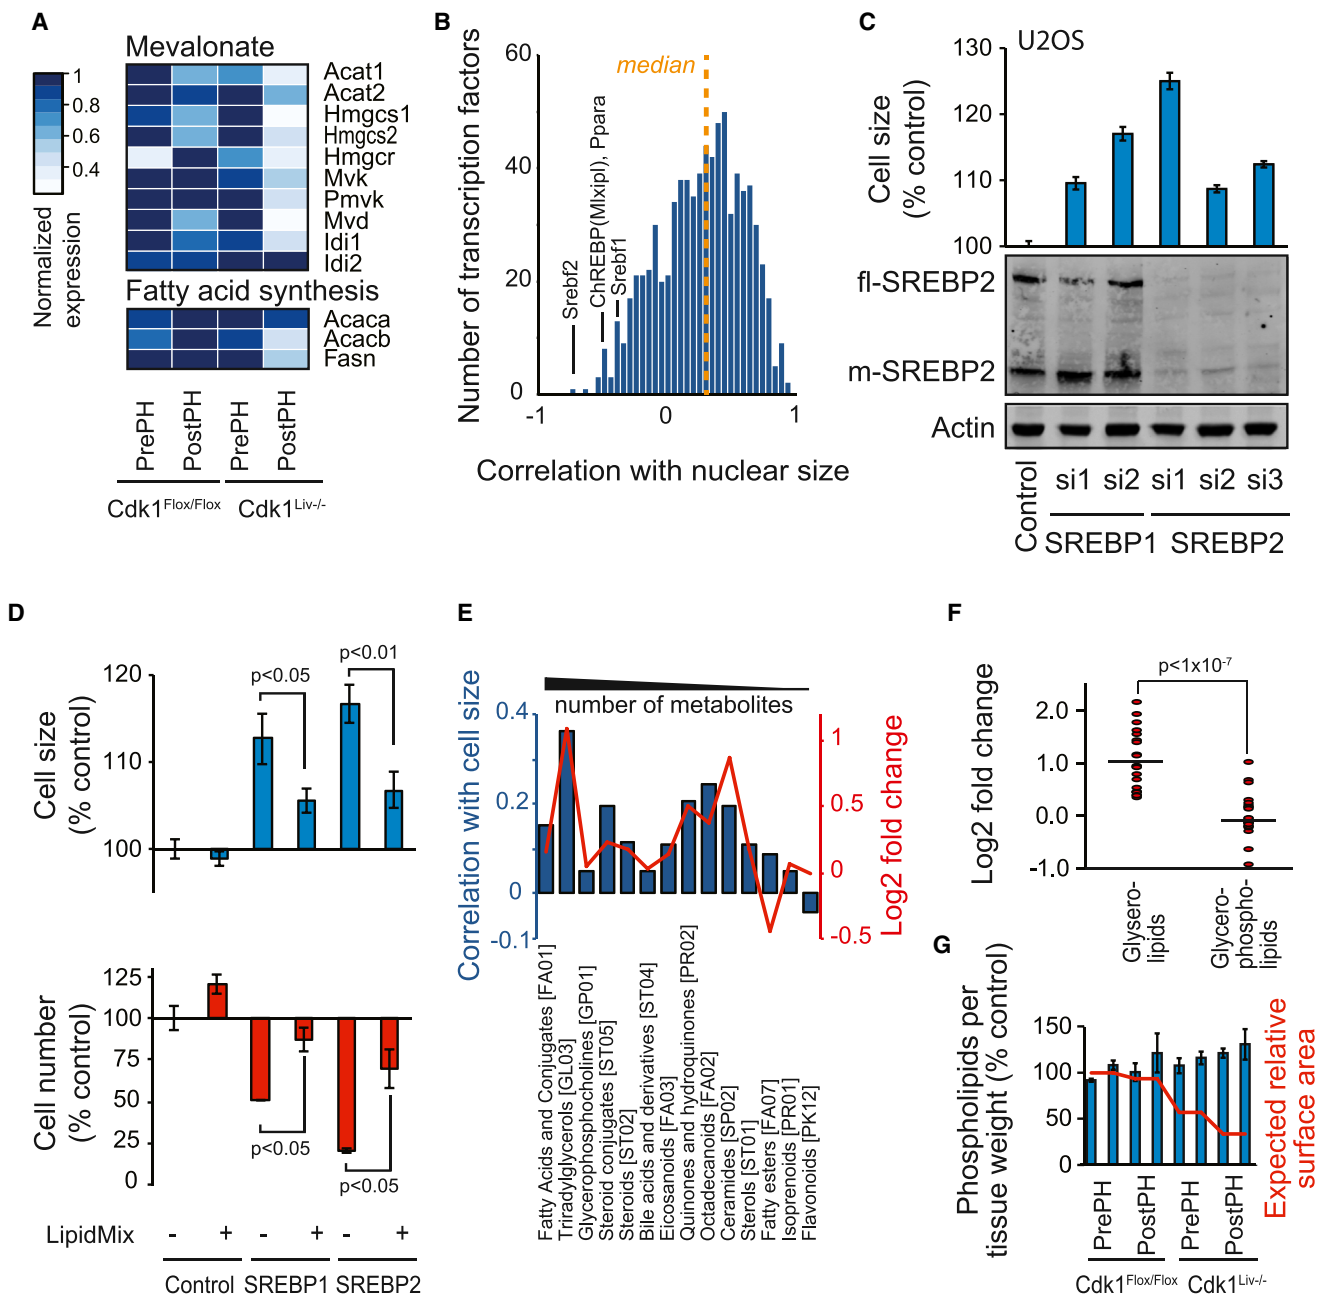 A
Mevalonate
1
0.8
0.6
0.4
Normalized
expression
Acat1
Acat2
Hmgcs1
Hmgcs2
Hmgcr
Mvk
Pmvk
Mvd
Idi1
Idi2
Fatty acid synthesis
Acaca
Acacb
Fasn
PrePH
PostPH
PrePH
PostPH
Cdk1Flox/Flox
Cdk1Liv-/-
B
Number of transcription factors
60
40
20
0
median
Srebf2
ChREBP(Mlxipl), Ppara
Srebf1
-1
0
1
Correlation with nuclear size
C
U2OS
Cell size
(% control)
130
120
110
100
fl-SREBP2
m-SREBP2
Actin
Control
si1
si2
si1
si2
si3
SREBP1
SREBP2
D
Cell size
(% control)
120
110
100
p<0.05
p<0.01
Cell number
(% control)
125
100
75
50
25
0
p<0.05
p<0.05
LipidMix
-
+
-
+
-
+
Control
SREBP1
SREBP2
E
number of metabolites
Correlation with cell size
0.4
0.2
0
-0.1
Log2 fold change
1
0.5
0
-0.5
Fatty Acids and Conjugates [FA01]
Triradylglycerols [GL03]
Glycerophosphocholines [GP01]
Steroid conjugates [ST05]
Steroids [ST02]
Bile acids and derivatives [ST04]
Eicosanoids [FA03]
Quinones and hydroquinones [PR02]
Octadecanoids [FA02]
Ceramides [SP02]
Sterols [ST01]
Fatty esters [FA07]
Isoprenoids [PR01]
Flavonoids [PK12]
F
p<1x10-7
Log2 fold change
2.0
1.0
0.0
-1.0
Glysero-
lipids
Glycero-
phospho-
lipids
G
Phospholipids per
tissue weight (% control)
150
100
50
0
Expected relative
surface area
PrePH
PostPH
PrePH
PostPH
Cdk1Flox/Flox
Cdk1Liv-/-